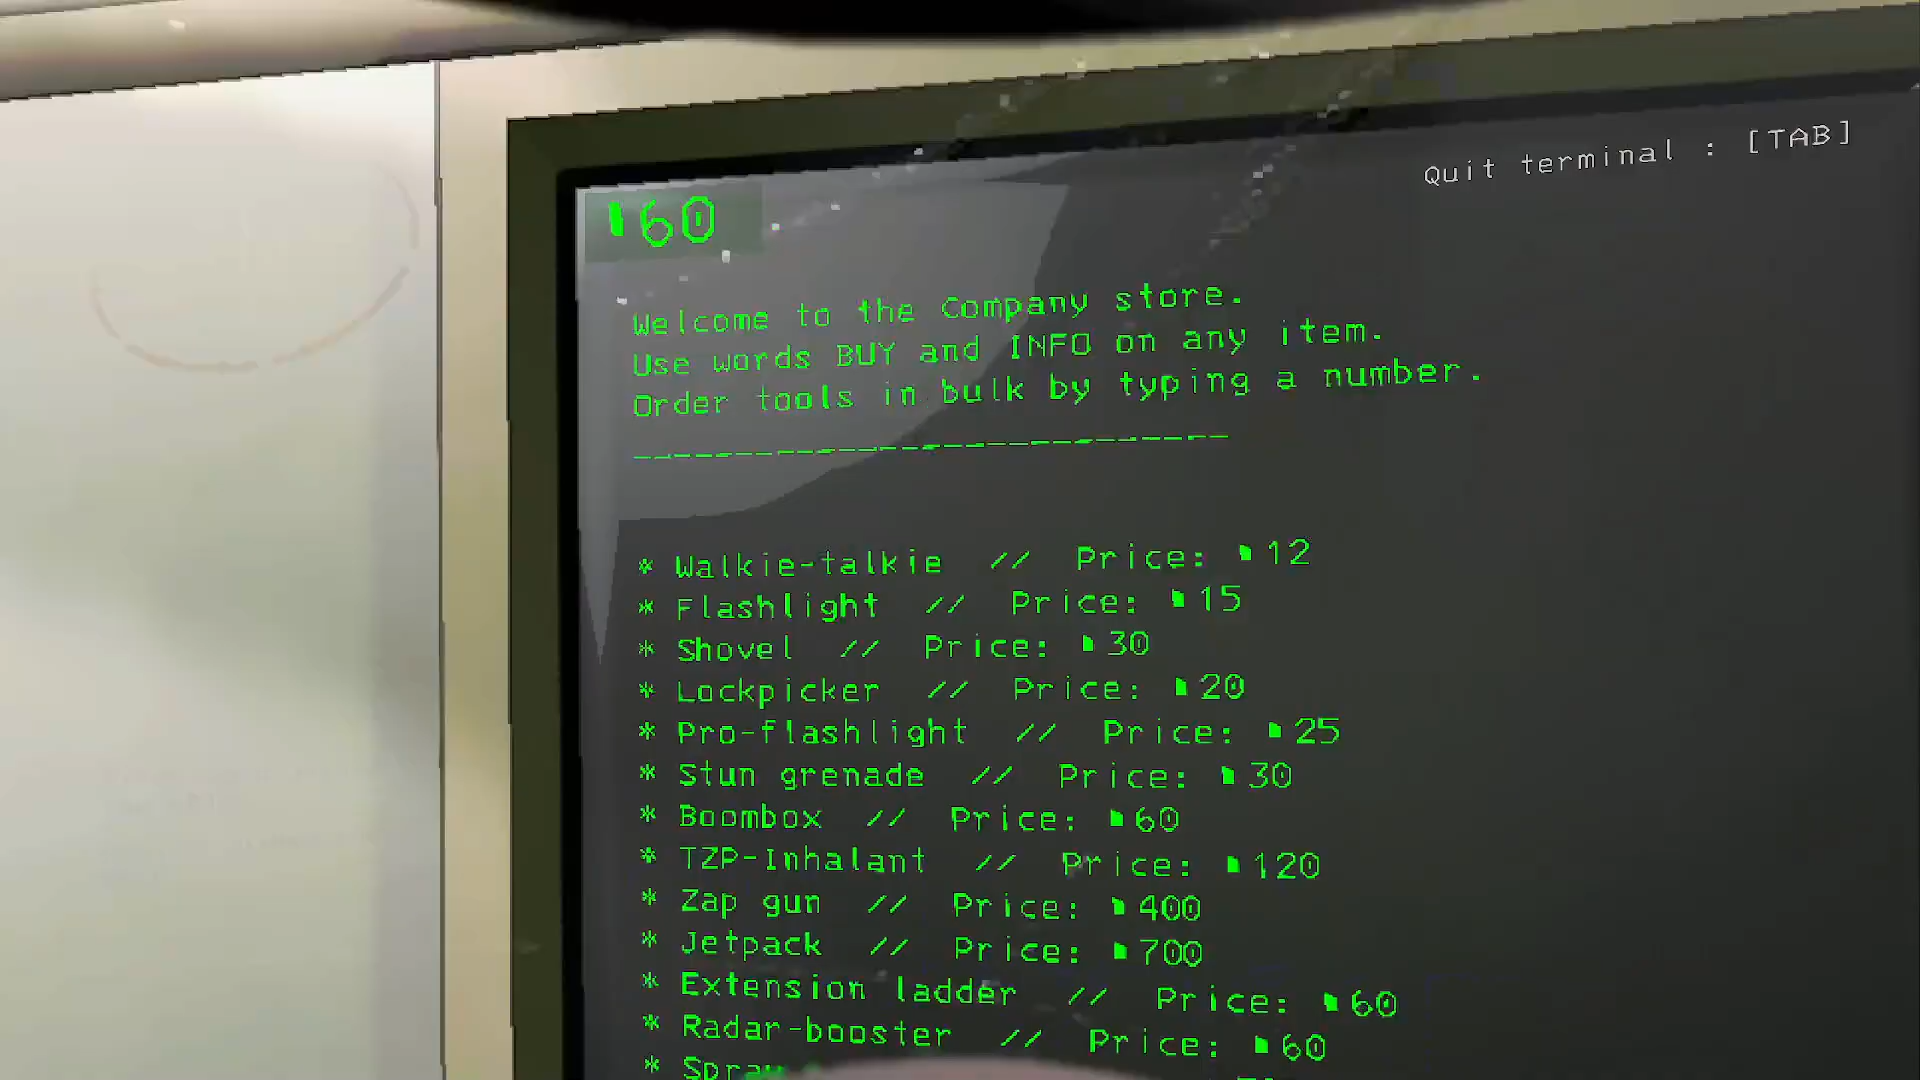 60
Quit terminal : [TAB]
Welcome to the Company store.
Use words BUY and INFO on any item.
Order tools in bulk by typing a number.
------------------------------
* Walkie-talkie // Price: ▮12
* Flashlight // Price: ▮15
* Shovel // Price: ▮30
* Lockpicker // Price: ▮20
* Pro-flashlight // Price: ▮25
* Stun grenade // Price: ▮30
* Boombox // Price: ▮60
* TZP-Inhalant // Price: ▮120
* Zap gun // Price: ▮400
* Jetpack // Price: ▮700
* Extension ladder // Price: ▮60
* Radar-booster // Price: ▮60
* Spray